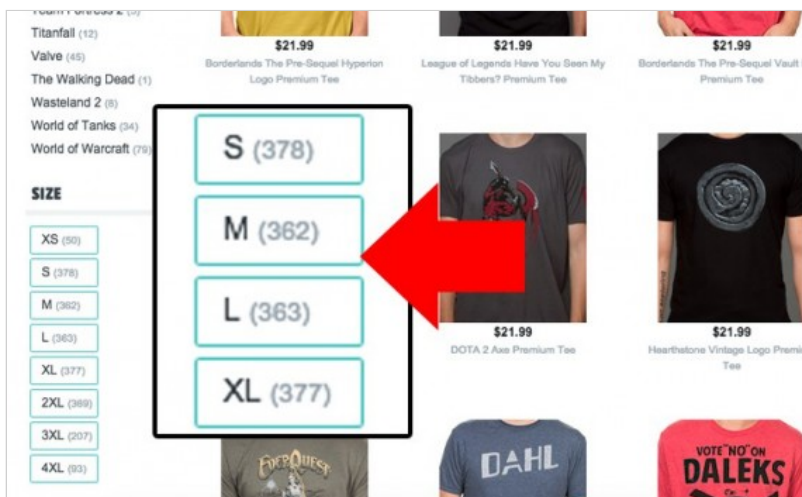 Titanfall (12)
Valve (45)
The Walking Dead (1)
Wasteland 2 (8)
World of Tanks (34)
World of Warcraft (79)
SIZE
XS (50)
S (378)
M (362)
L (363)
XL (377)
2XL (369)
3XL (207)
4XL (93)
S (378)
M (362)
L (363)
XL (377)
$21.99
Borderlands The Pre-Sequel Hyperion
Logo Premium Tee
$21.99
League of Legends Have You Seen My
Tibbers? Premium Tee
$21.99
Borderlands The Pre-Sequel Vault
Premium Tee
$21.99
DOTA 2 Axe Premium Tee
$21.99
Hearthstone Vintage Logo
Tee
EVERQUEST
DAHL
VOTE "NO" ON
DALEKS